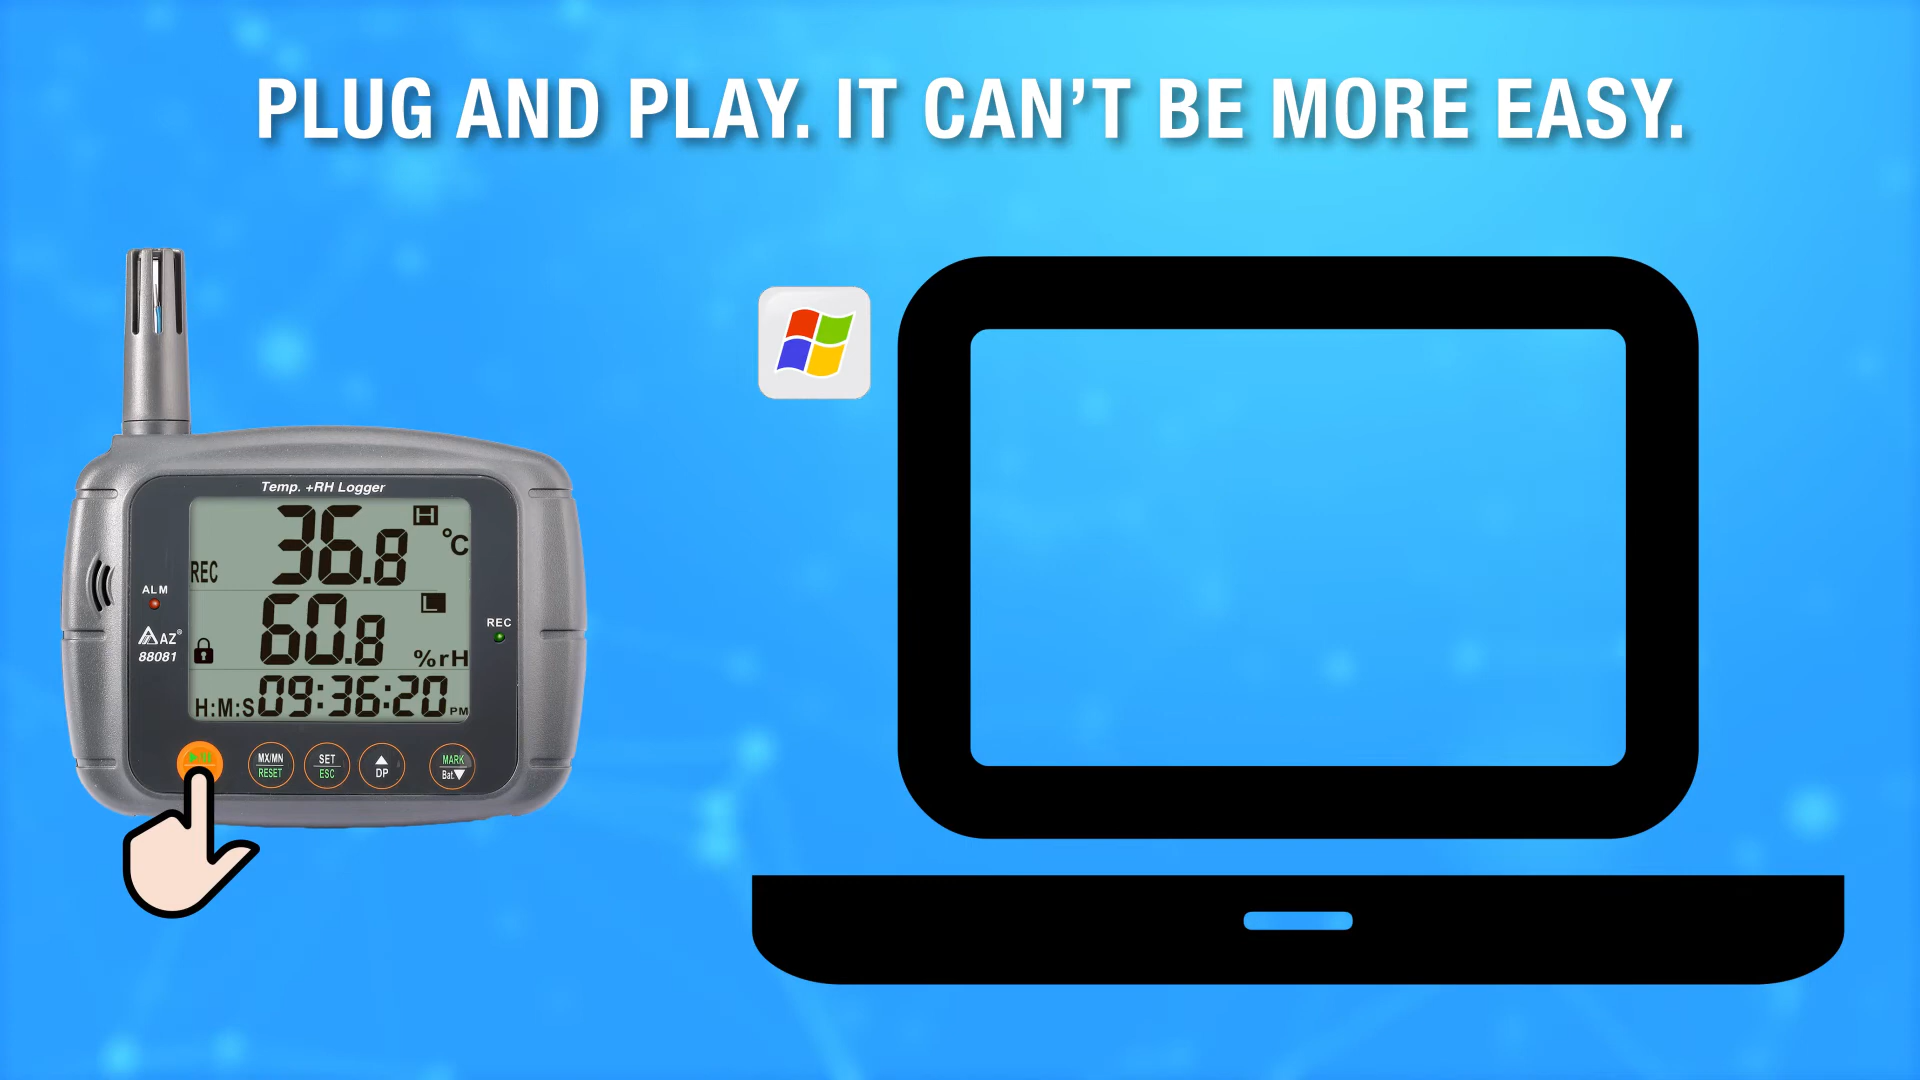 PLUG AND PLAY. IT CAN'T BE MORE EASY.
Temp. +RH Logger
H
36.8 °C
REC
ALM
60.8 L
%rH
REC
AZ®
88081
H:M:S 09:36:20 PM
MX/MN
RESET
SET
ESC
DP
MARK
Bat.